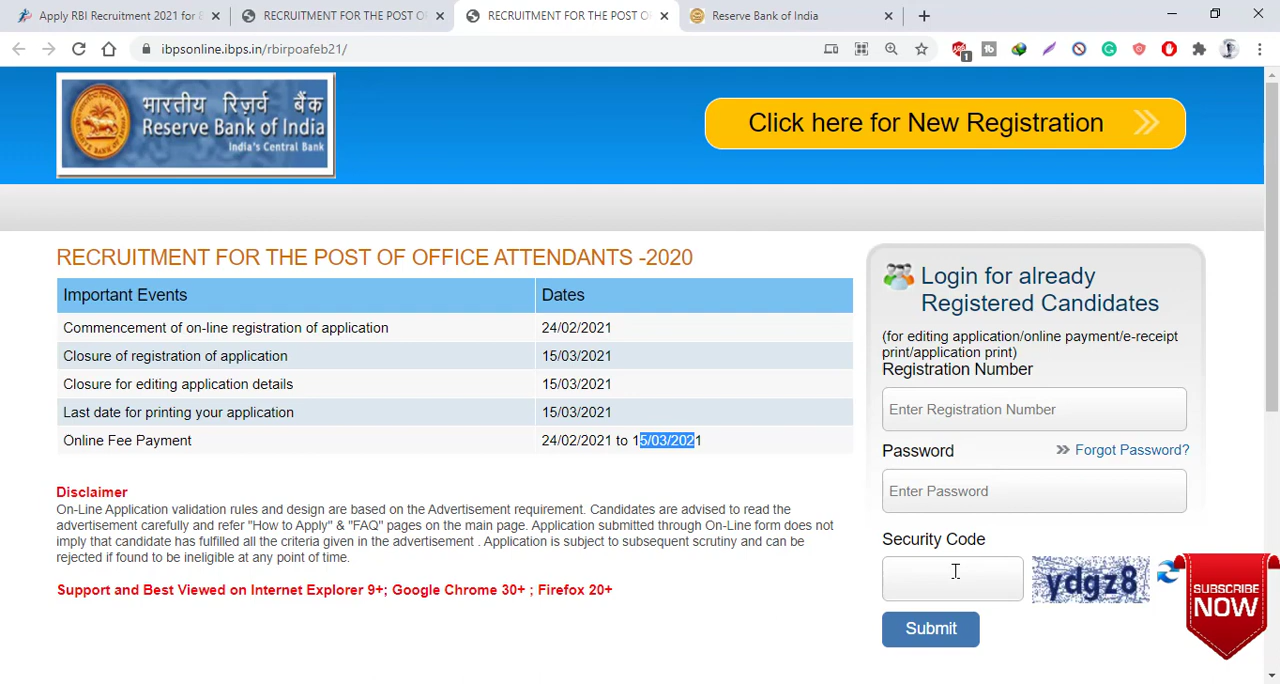 Apply RBI Recruitment 2021 for 8
RECRUITMENT FOR THE POST OF
RECRUITMENT FOR THE POST OF
Reserve Bank of India
ibpsonline.ibps.in/rbirpoafeb21/
भारतीय रिज़र्व बैंक
Reserve Bank of India
India's Central Bank
Click here for New Registration
RECRUITMENT FOR THE POST OF OFFICE ATTENDANTS -2020
Important Events Dates
Commencement of on-line registration of application 24/02/2021
Closure of registration of application 15/03/2021
Closure for editing application details 15/03/2021
Last date for printing your application 15/03/2021
Online Fee Payment 24/02/2021 to 15/03/2021
Disclaimer
On-Line Application validation rules and design are based on the Advertisement requirement. Candidates are advised to read the
advertisement carefully and refer "How to Apply" & "FAQ" pages on the main page. Application submitted through On-Line form does not
imply that candidate has fulfilled all the criteria given in the advertisement . Application is subject to subsequent scrutiny and can be
rejected if found to be ineligible at any point of time.
Support and Best Viewed on Internet Explorer 9+; Google Chrome 30+ ; Firefox 20+
Login for already
Registered Candidates
(for editing application/online payment/e-receipt
print/application print)
Registration Number
Enter Registration Number
Password
Forgot Password?
Enter Password
Security Code
ydgz8
Submit
SUBSCRIBE
NOW